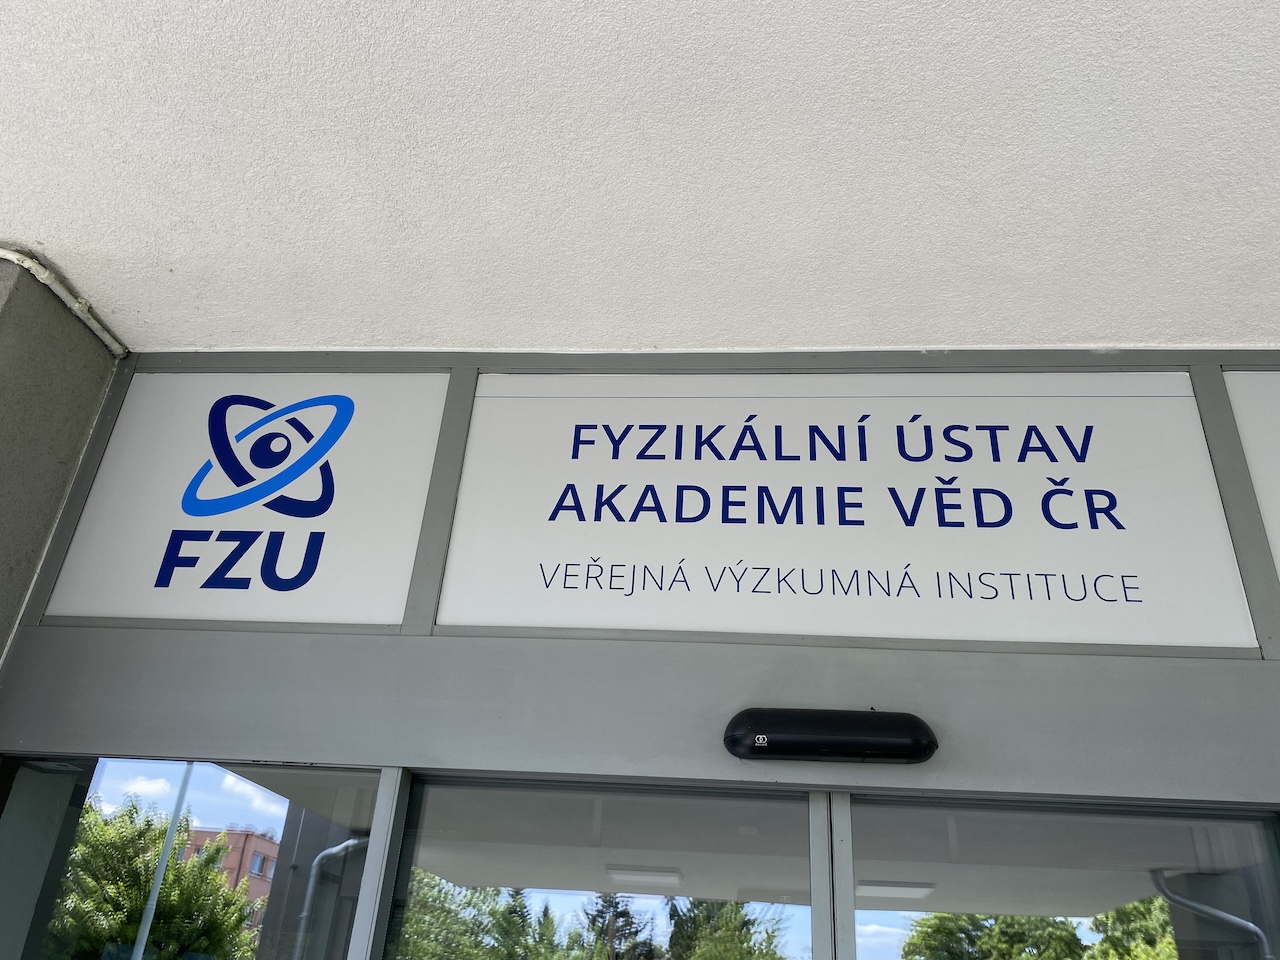 FZU
FYZIKÁLNÍ ÚSTAV
AKADEMIE VĚD ČR
VEŘEJNÁ VÝZKUMNÁ INSTITUCE